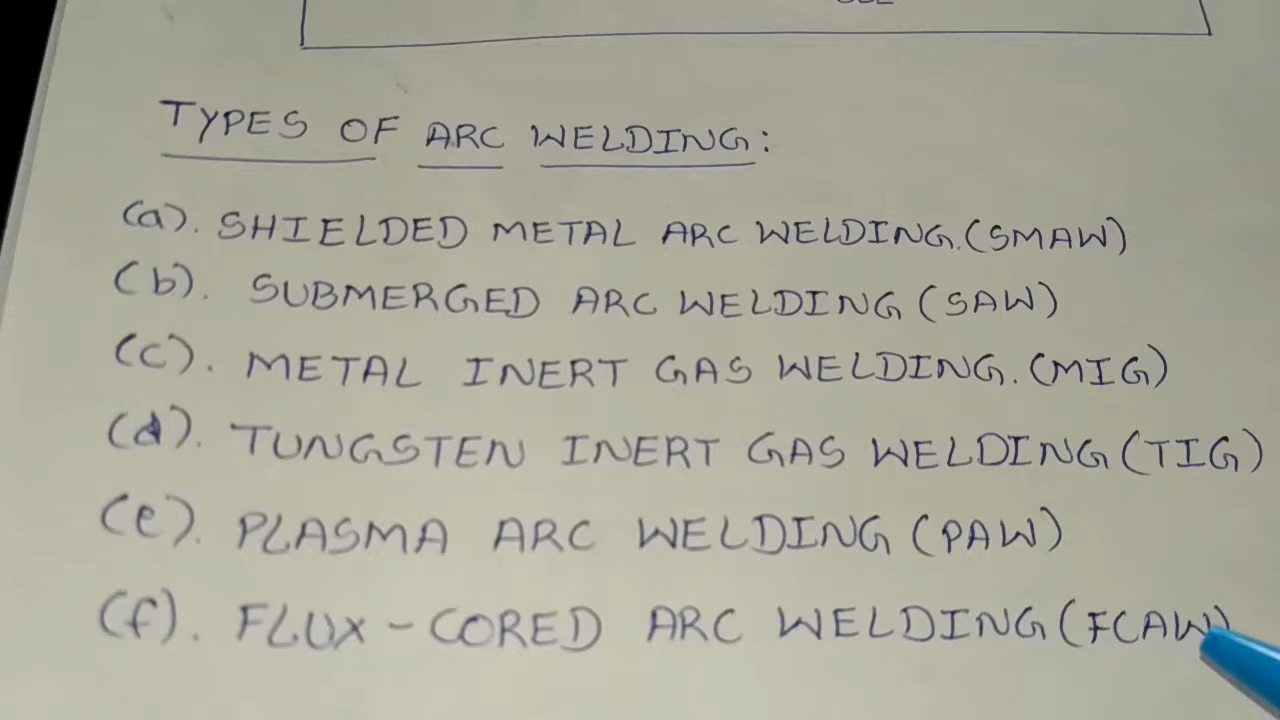 TYPES OF ARC WELDING:
(a). SHIELDED METAL ARC WELDING.(SMAW)
(b). SUBMERGED ARC WELDING (SAW)
(c). METAL INERT GAS WELDING. (MIG)
(d). TUNGSTEN INERT GAS WELDING (TIG)
(e). PLASMA ARC WELDING (PAW)
(f). FLUX-CORED ARC WELDING (FCAW)